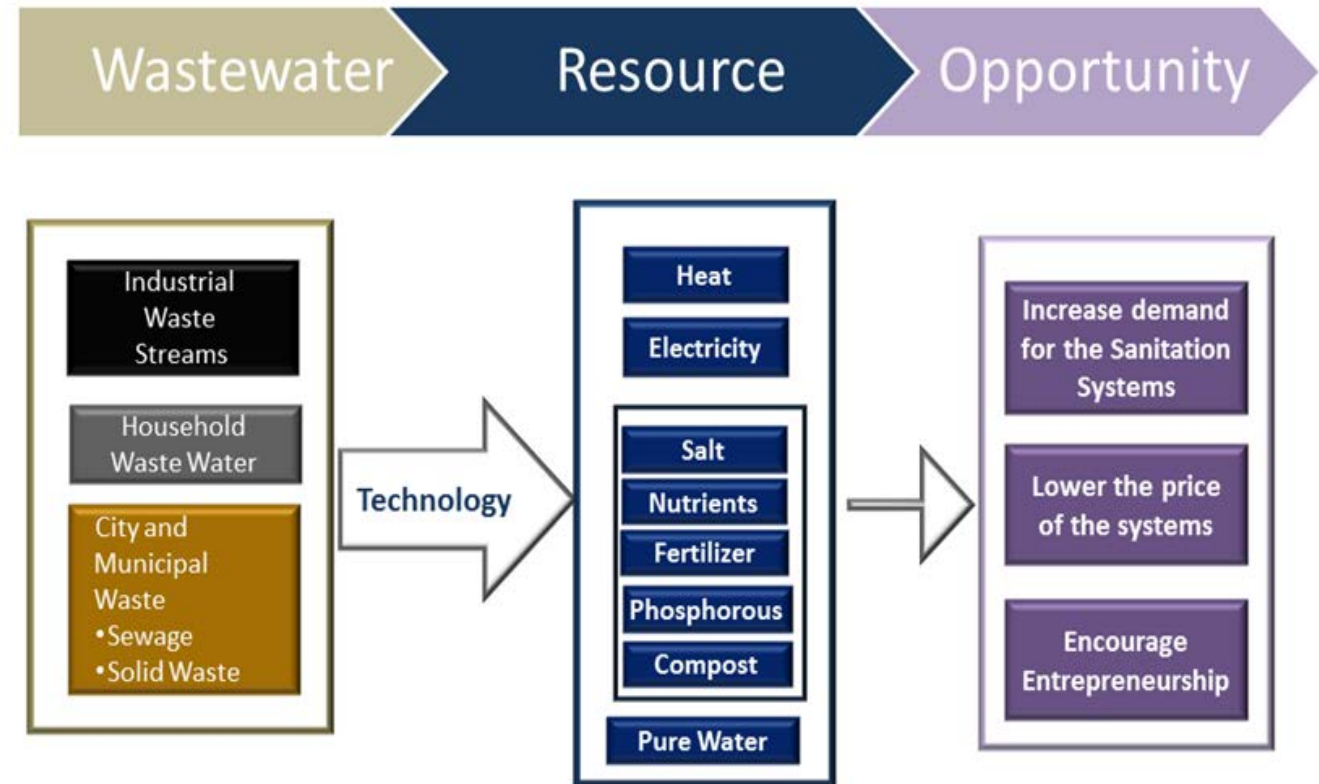 Wastewater
Resource
Opportunity
Industrial
Waste
Streams
Household
Waste Water
City and
Municipal
Waste
•Sewage
•Solid Waste
Technology
Heat
Electricity
Salt
Nutrients
Fertilizer
Phosphorous
Compost
Pure Water
Increase demand
for the Sanitation
Systems
Lower the price
of the systems
Encourage
Entrepreneurship